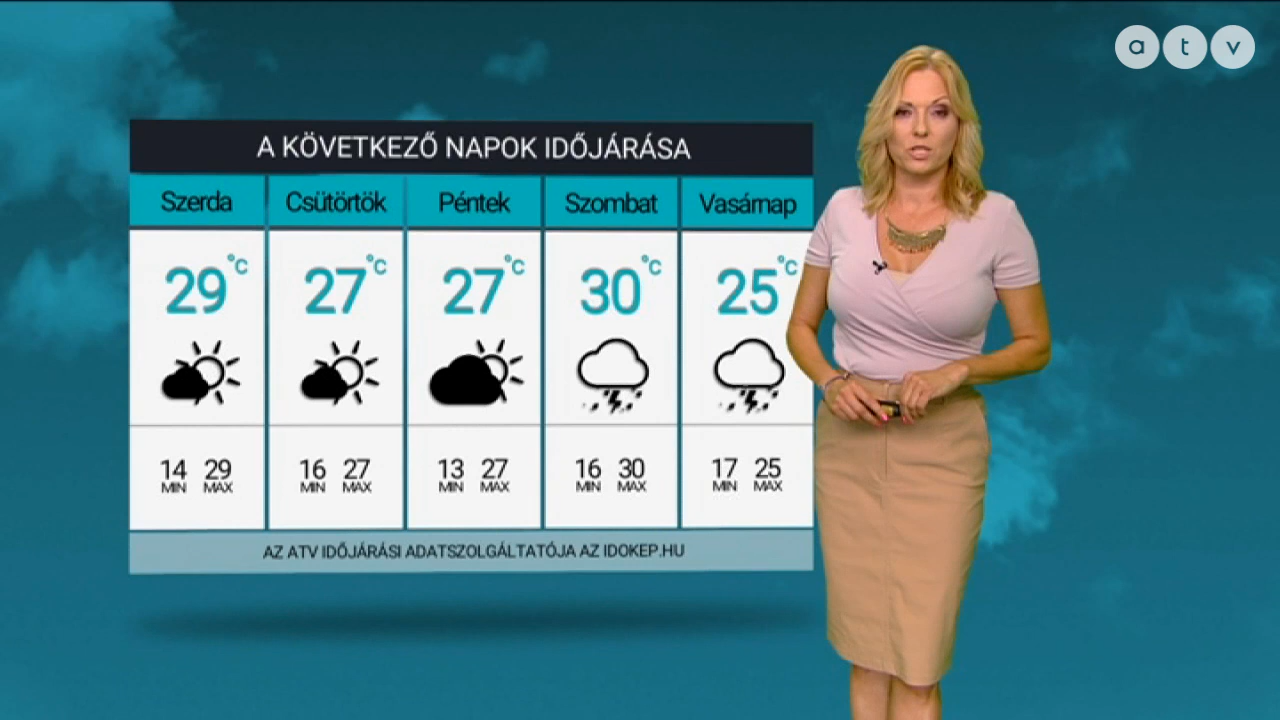 a t v
A KÖVETKEZŐ NAPOK IDŐJÁRÁSA
Szerda Csütörtök Péntek Szombat Vasárnap
29 °C 27 °C 27 °C 30 °C 25 °C
14 29 16 27 13 27 16 30 17 25
MIN MAX MIN MAX MIN MAX MIN MAX MIN MAX
AZ ATV IDŐJÁRÁSI ADATSZOLGÁLTATÓJA AZ IDOKEP.HU